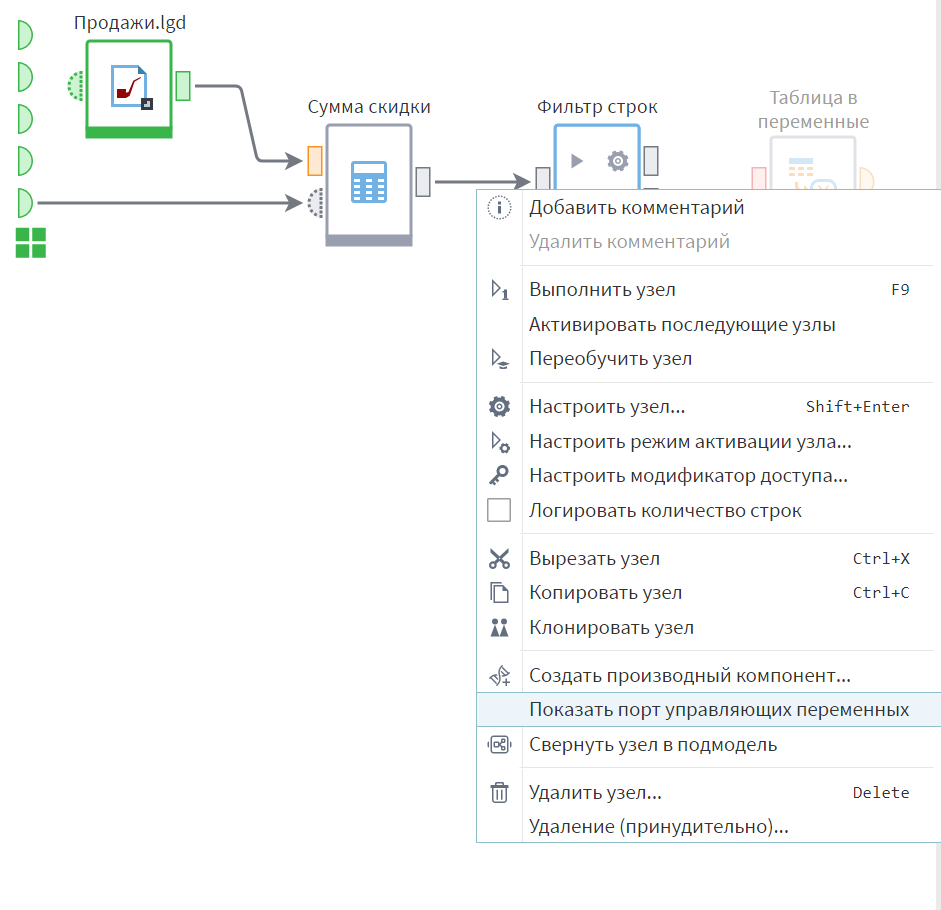 Продажи.lgd
Сумма скидки
Фильтр строк
Таблица в
переменные
Добавить комментарий
Удалить комментарий
Выполнить узел F9
Активировать последующие узлы
Переобучить узел
Настроить узел... Shift+Enter
Настроить режим активации узла...
Настроить модификатор доступа...
Логировать количество строк
Вырезать узел Ctrl+X
Копировать узел Ctrl+C
Клонировать узел
Создать производный компонент...
Показать порт управляющих переменных
Свернуть узел в подмодель
Удалить узел... Delete
Удаление (принудительно)...